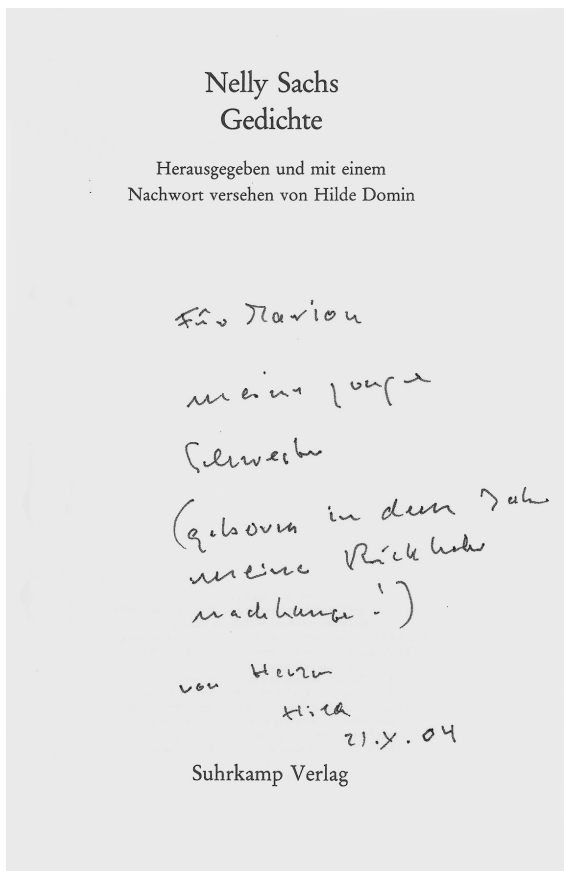 Nelly Sachs
Gedichte
Herausgegeben und mit einem
Nachwort versehen von Hilde Domin
Für Marion
meine junge
Schwester
(geboren in dem Jahr
meiner Rückkehr
von Herzen
Hilde
21.X.04
Suhrkamp Verlag